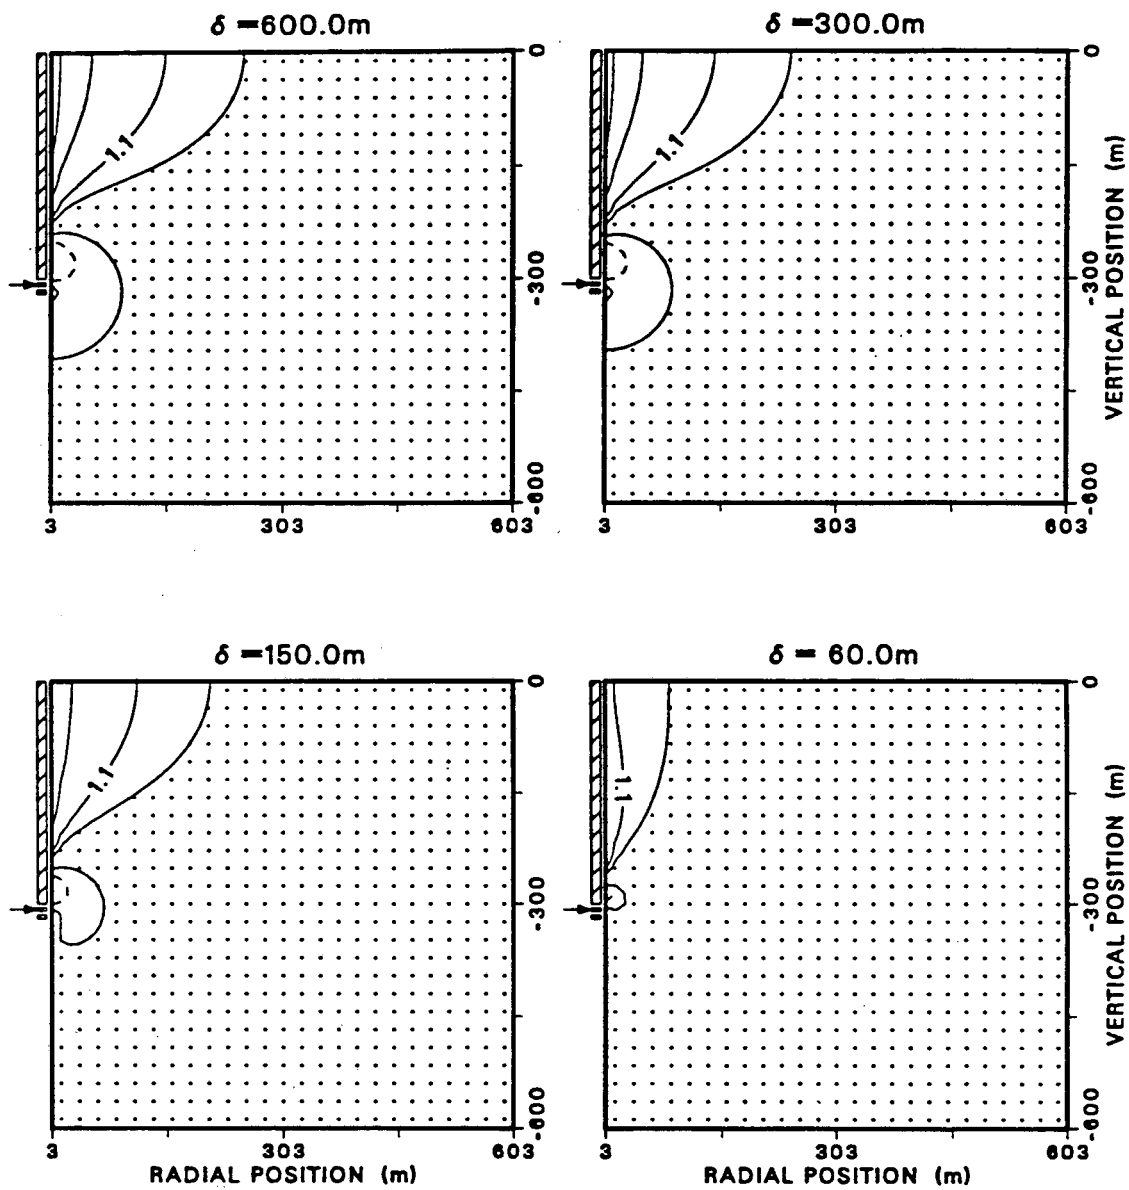 δ =600.0m
δ =300.0m
1.1
1.1
0
-300
-600
0
-300
-600
VERTICAL POSITION (m)
3 303 603
3 303 603
δ =150.0m
δ = 60.0m
1.1
1.1
0
-300
-600
0
-300
-600
VERTICAL POSITION (m)
3 303 603
3 303 603
RADIAL POSITION (m)
RADIAL POSITION (m)